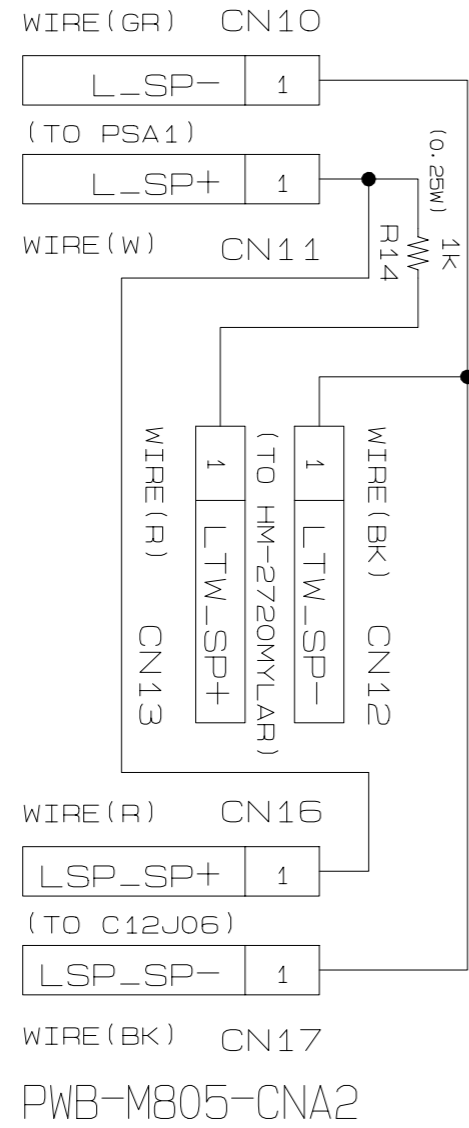 WIRE(GR) CN10
L_SP- 1
(TO PSA1)
L_SP+ 1
WIRE(W) CN11
(0.25W)
1K
R14
WIRE(BK) CN12
1 LTW_SP-
(TO HM-2720MYLAR)
1 LTW_SP+
WIRE(R) CN13
WIRE(R) CN16
LSP_SP+ 1
(TO C12J06)
LSP_SP- 1
WIRE(BK) CN17
PWB-M805-CNA2